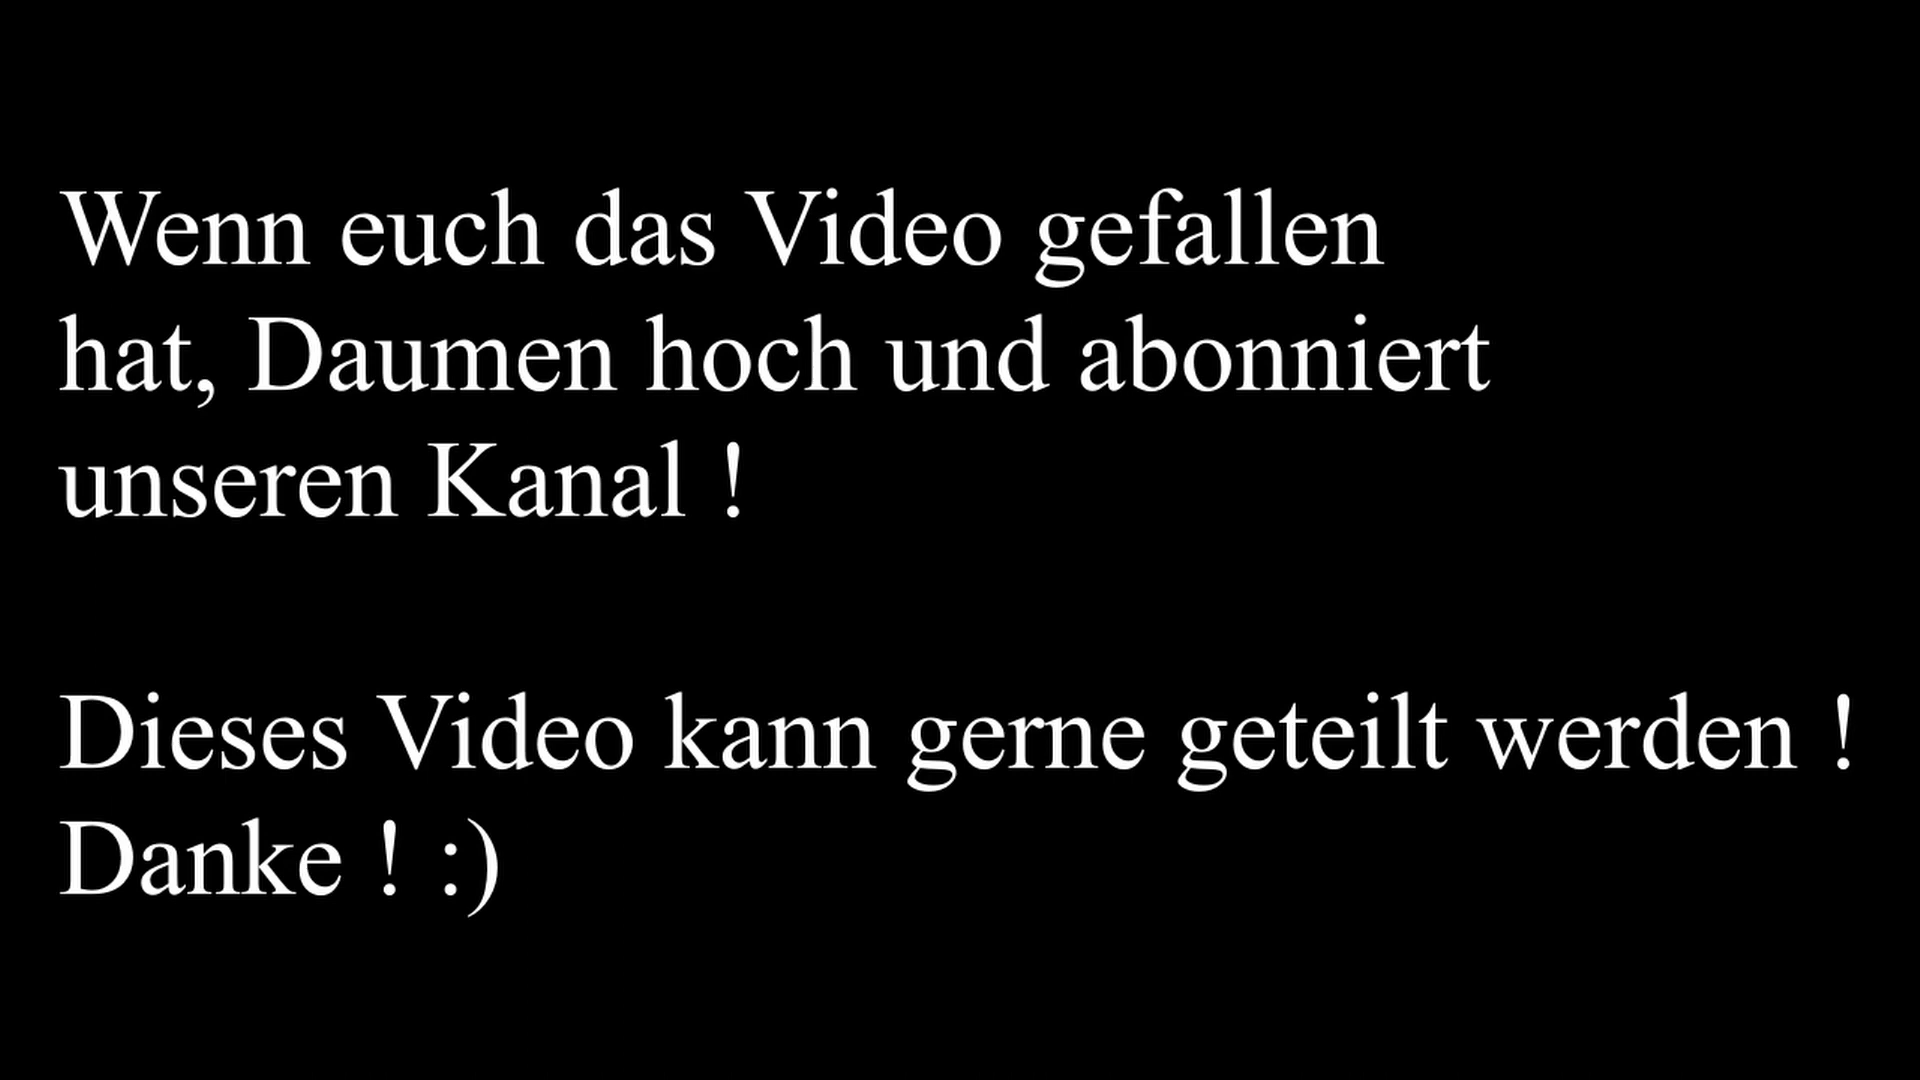 Wenn euch das Video gefallen
hat, Daumen hoch und abonniert
unseren Kanal !
Dieses Video kann gerne geteilt werden !
Danke ! :)